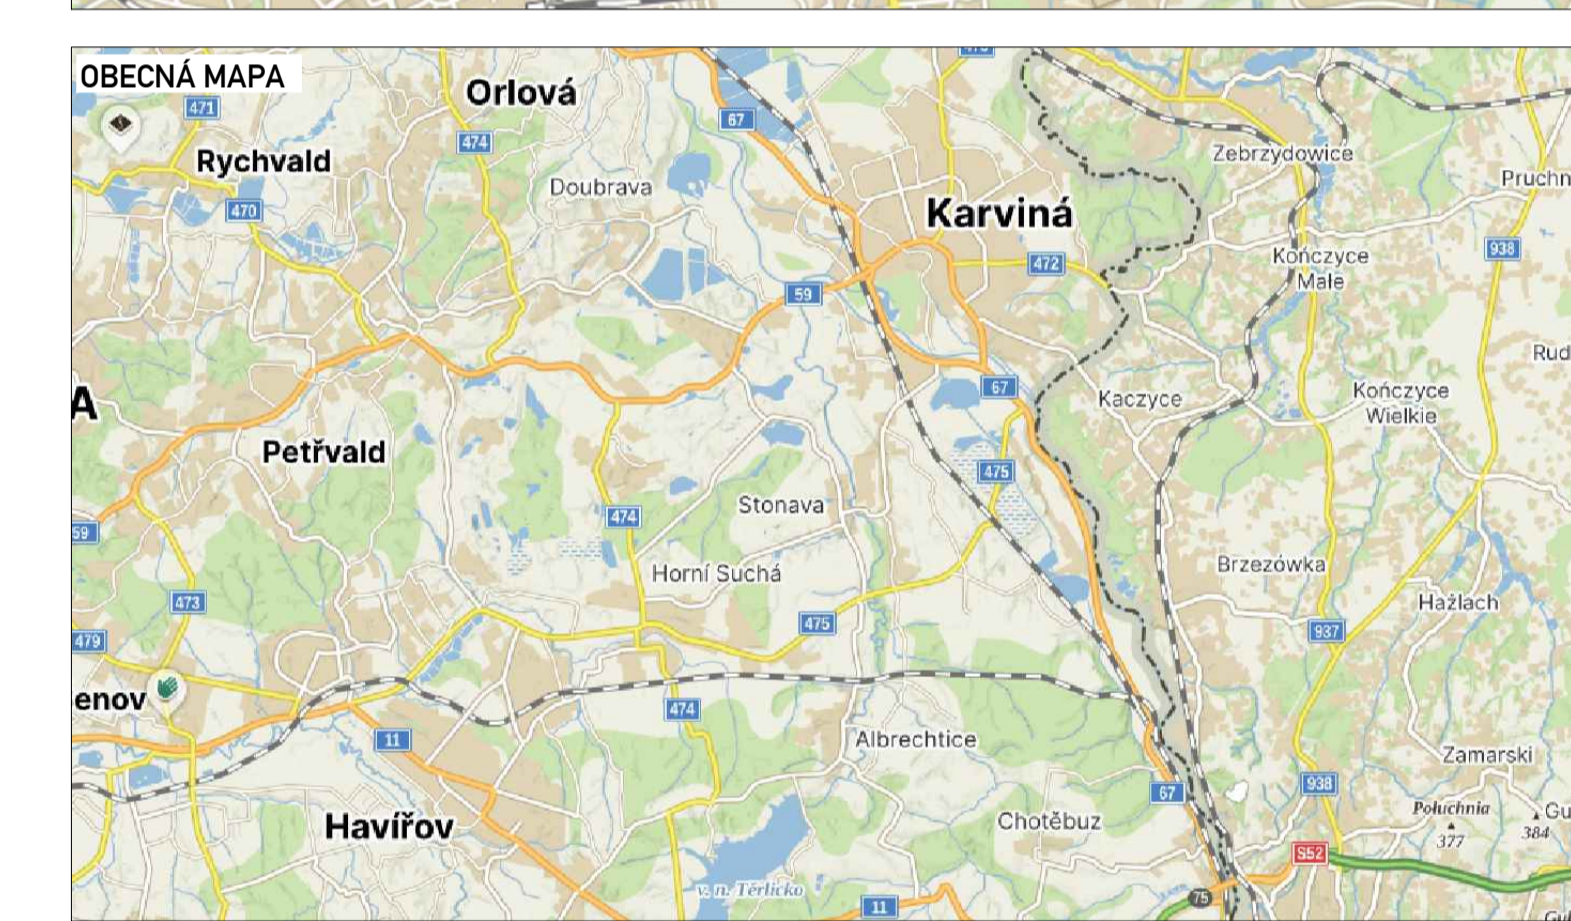 OBECNÁ MAPA
471
Orlová
67
474
Zebrzydowice
Rychvald
Doubrava
Pruchn
470
Karviná
938
472
Kończyce
Małe
59
Rud
67
Kaczyce
Kończyce
Wielkie
A
Petřvald
475
Stonava
474
59
Horní Suchá
Brzezówka
473
Hażlach
475
937
479
enov
474
11
Albrechtice
Zamarski
938
67
Połuchnia
377
Gu
384
Havířov
Chotěbuz
S52
v. n. Térlicko
75
11